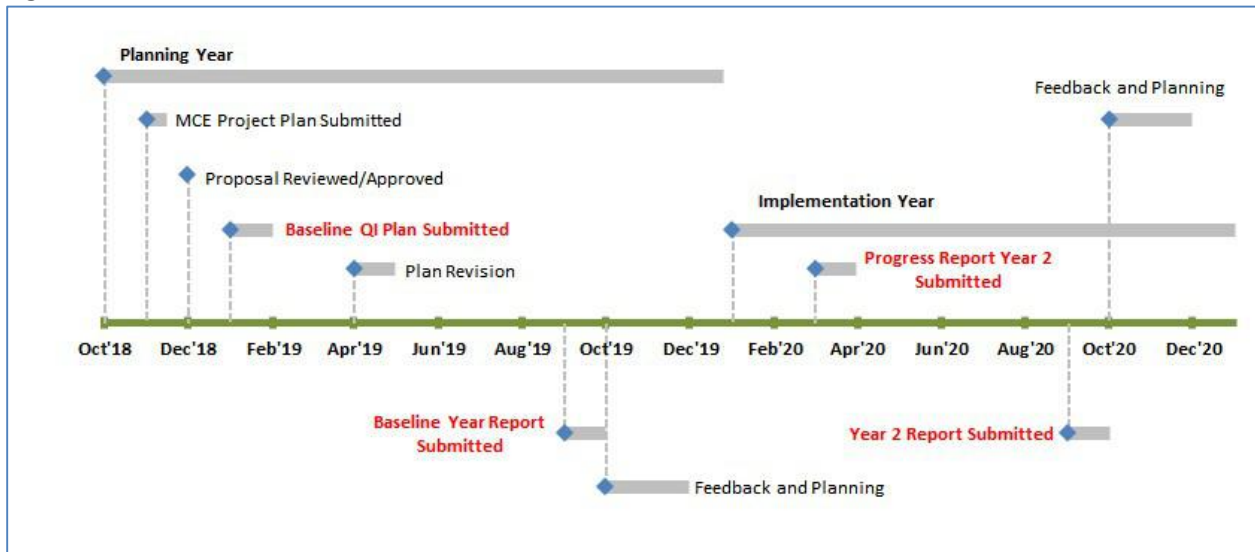 Planning Year
Feedback and Planning
MCE Project Plan Submitted
Proposal Reviewed/Approved
Implementation Year
Baseline QI Plan Submitted
Progress Report Year 2
Submitted
Plan Revision
Oct'18 Dec'18 Feb'19 Apr'19 Jun'19 Aug'19 Oct'19 Dec'19 Feb'20 Apr'20 Jun'20 Aug'20 Oct'20 Dec'20
Baseline Year Report
Submitted
Year 2 Report Submitted
Feedback and Planning